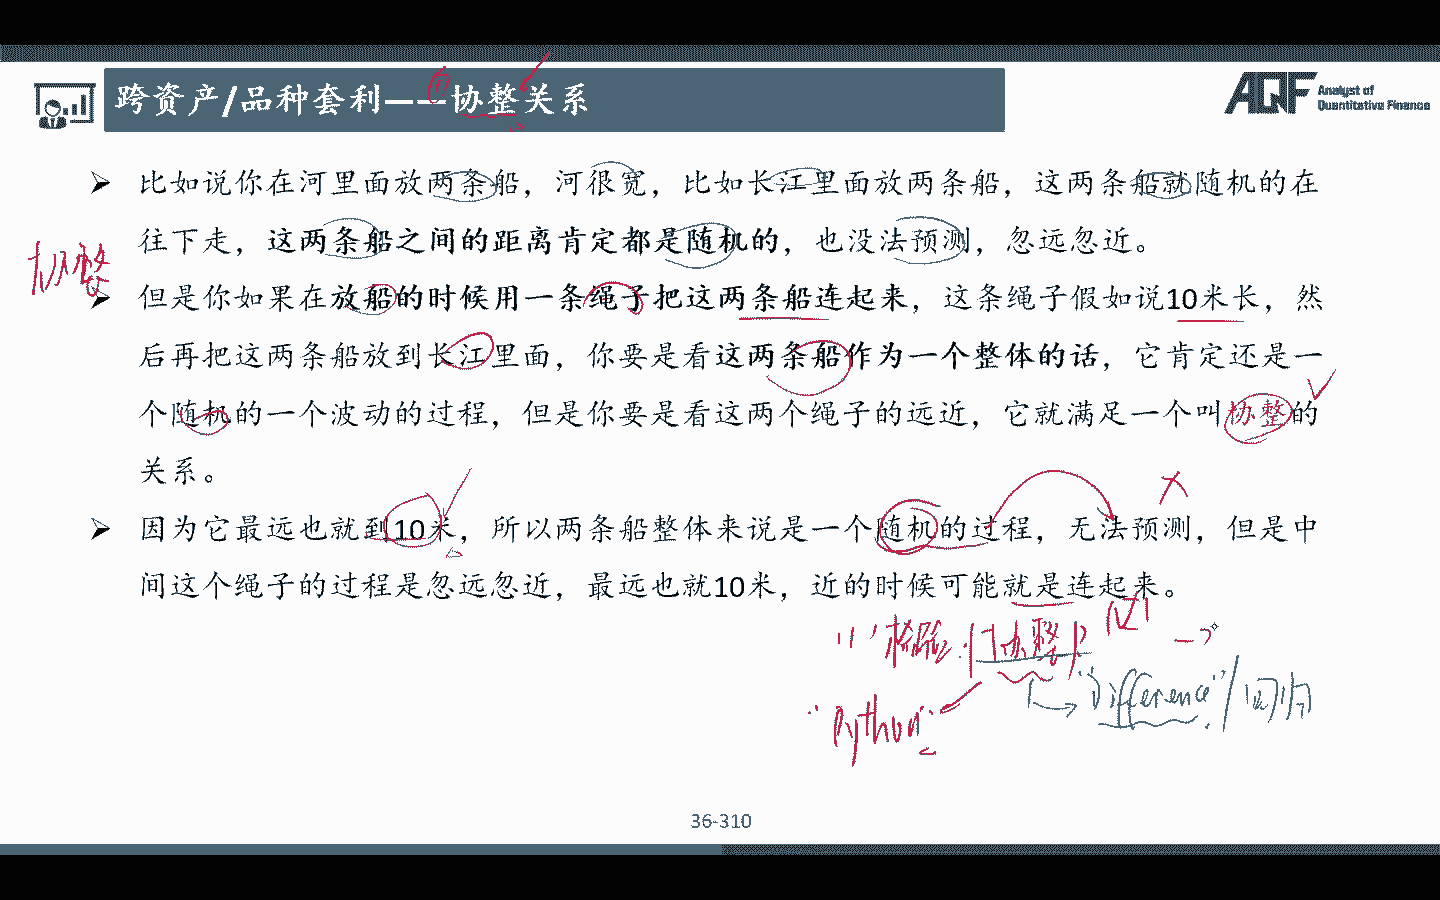 跨资产/品种套利——协整关系
AQF Analyst of
Quantitative Finance
比如说你在河里面放两条船，河很宽，比如长江里面放两条船，这两条船就随机的在
往下走，这两条船之间的距离肯定都是随机的，也没法预测，忽远忽近。
协整
但是你如果在放船的时候用一条绳子把这两条船连起来，这条绳子假如说10米长，然
后再把这两条船放到长江里面，你要是看这两条船作为一个整体的话，它肯定还是一
个随机的一个波动的过程，但是你要是看这两个绳子的远近，它就满足一个叫协整的
关系。
因为它最远也就到10米，所以两条船整体来说是一个随机的过程，无法预测，但是中
间这个绳子的过程是忽远忽近，最远也就10米，近的时候可能就是连起来。
检验 协整
"Difference"/回归
"Python"
36-310